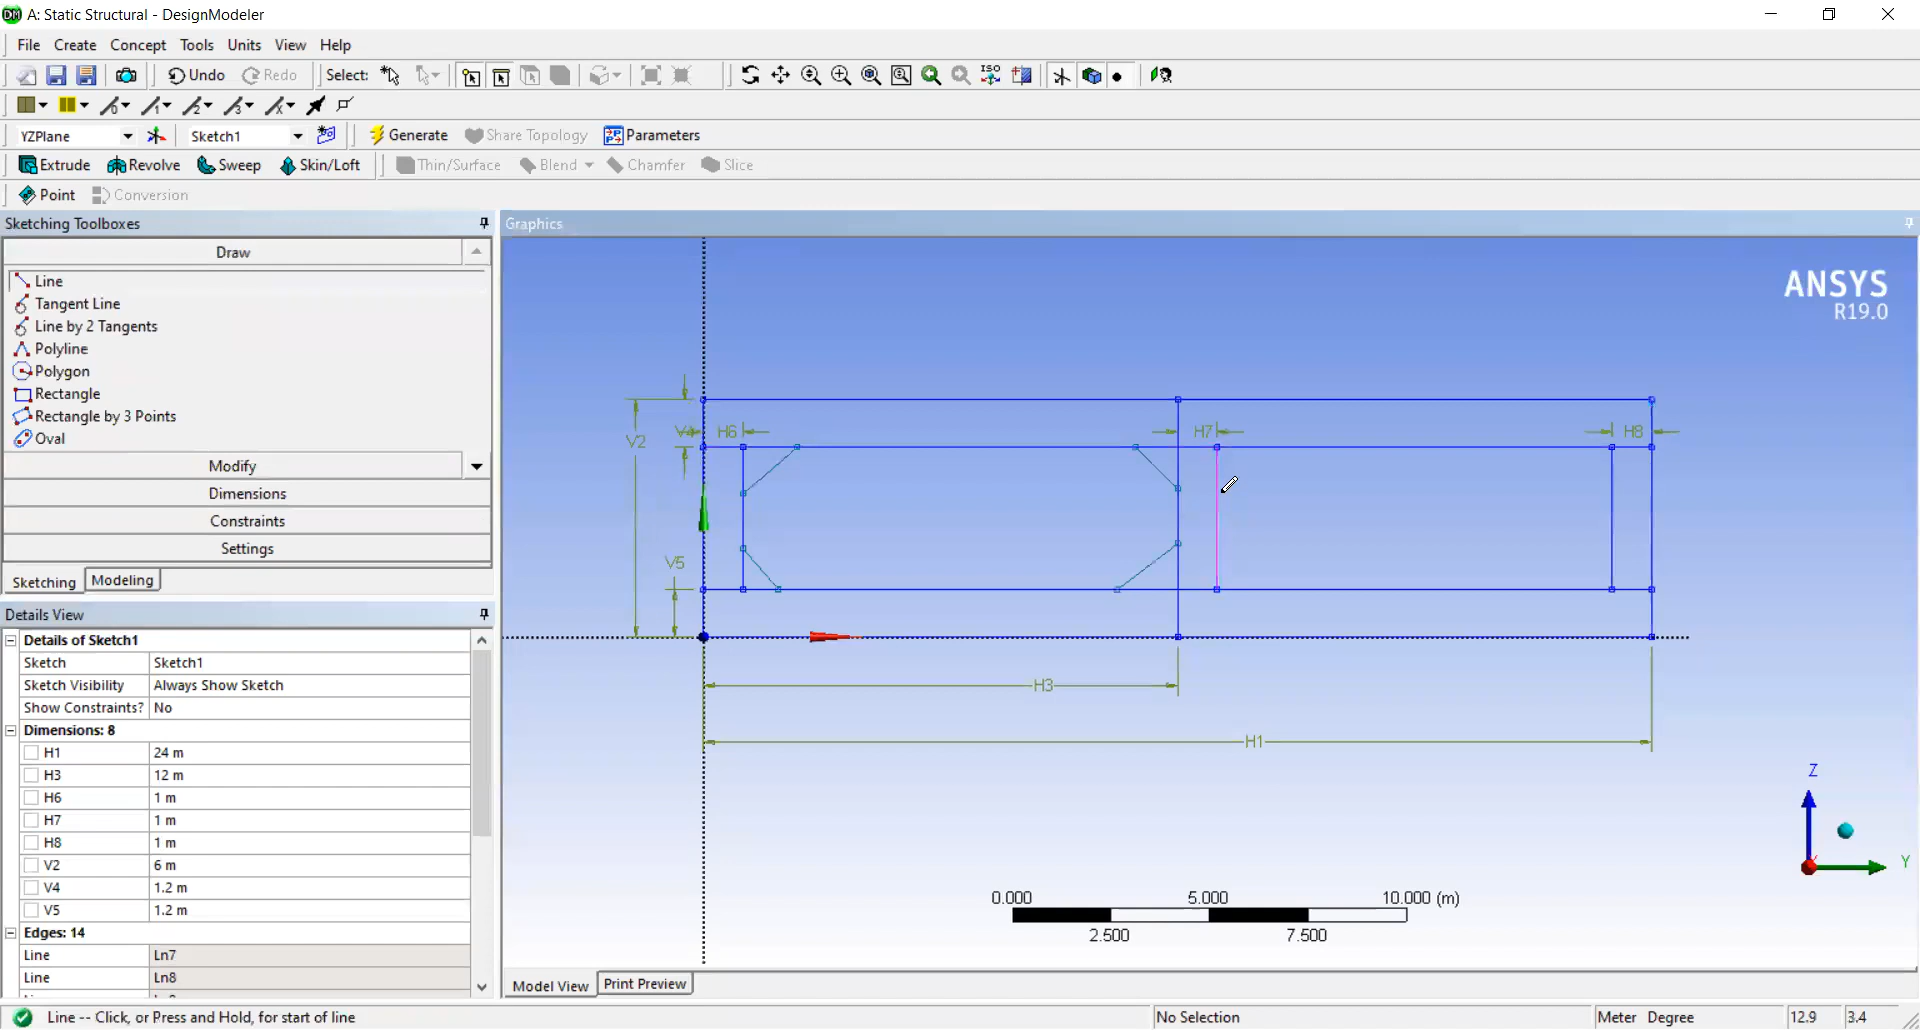 A: Static Structural - DesignModeler
File Create Concept Tools Units View Help
Undo Redo Select: ISO
YZPlane Sketch1 Generate Share Topology Parameters
Extrude Revolve Sweep Skin/Loft Thin/Surface Blend Chamfer Slice
Point Conversion
Sketching Toolboxes
Draw
Line
Tangent Line
Line by 2 Tangents
Polyline
Polygon
Rectangle
Rectangle by 3 Points
Oval
Modify
Dimensions
Constraints
Settings
Sketching Modeling
Details View
Details of Sketch1
Sketch Sketch1
Sketch Visibility Always Show Sketch
Show Constraints? No
Dimensions: 8
H1 24 m
H3 12 m
H6 1 m
H7 1 m
H8 1 m
V2 6 m
V4 1.2 m
V5 1.2 m
Edges: 14
Line Ln7
Line Ln8
Graphics
ANSYS
R19.0
V2 V4 H6 H7 H8
V5
H3
H1
Z
Y
0.000 5.000 10.000 (m)
2.500 7.500
Model View Print Preview
Line -- Click, or Press and Hold, for start of line No Selection Meter Degree 12.9 3.4